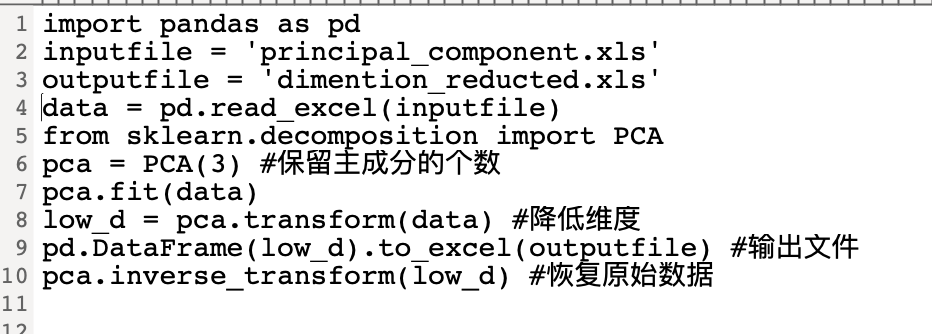 1 import pandas as pd
2 inputfile = 'principal_component.xls'
3 outputfile = 'dimention_reducted.xls'
4 data = pd.read_excel(inputfile)
5 from sklearn.decomposition import PCA
6 pca = PCA(3) #保留主成分的个数
7 pca.fit(data)
8 low_d = pca.transform(data) #降低维度
9 pd.DataFrame(low_d).to_excel(outputfile) #输出文件
10 pca.inverse_transform(low_d) #恢复原始数据
11
12